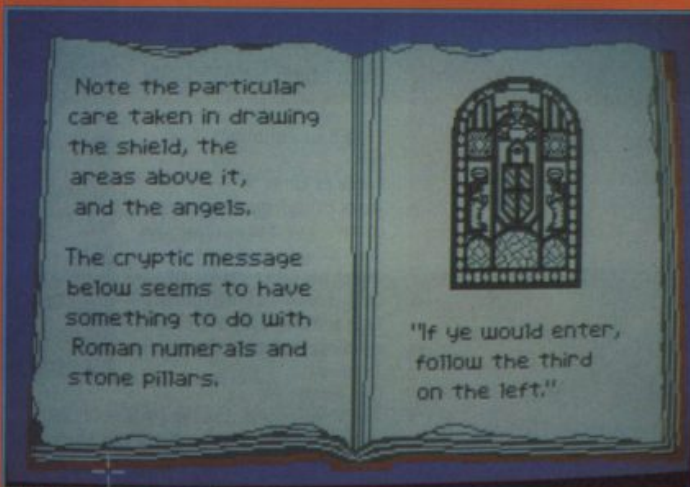 Note the particular
care taken in drawing
the shield, the
areas above it,
and the angels.
The cryptic message
below seems to have
something to do with
Roman numerals and
stone pillars.
"If ye would enter,
follow the third
on the left."